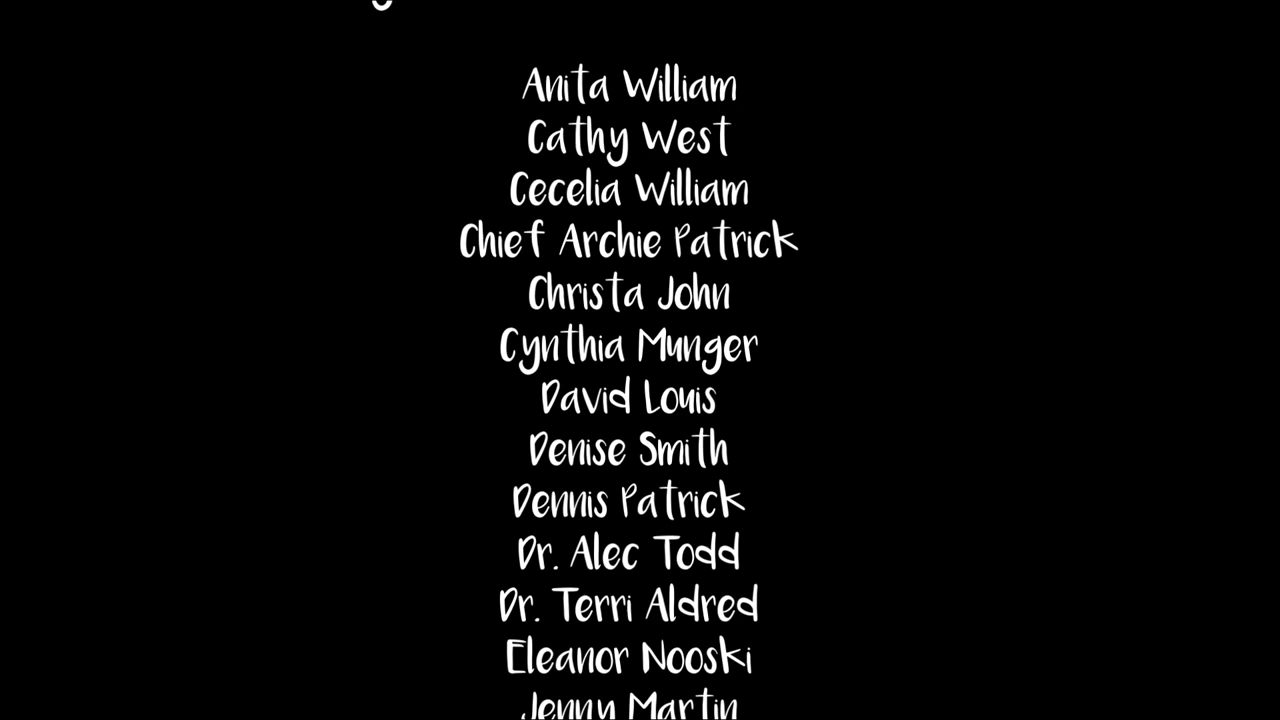 Anita William
Cathy West
Cecelia William
Chief Archie Patrick
Christa John
Cynthia Munger
David Louis
Denise Smith
Dennis Patrick
Dr. Alec Todd
Dr. Terri Aldred
Eleanor Nooski
Jenny Martin